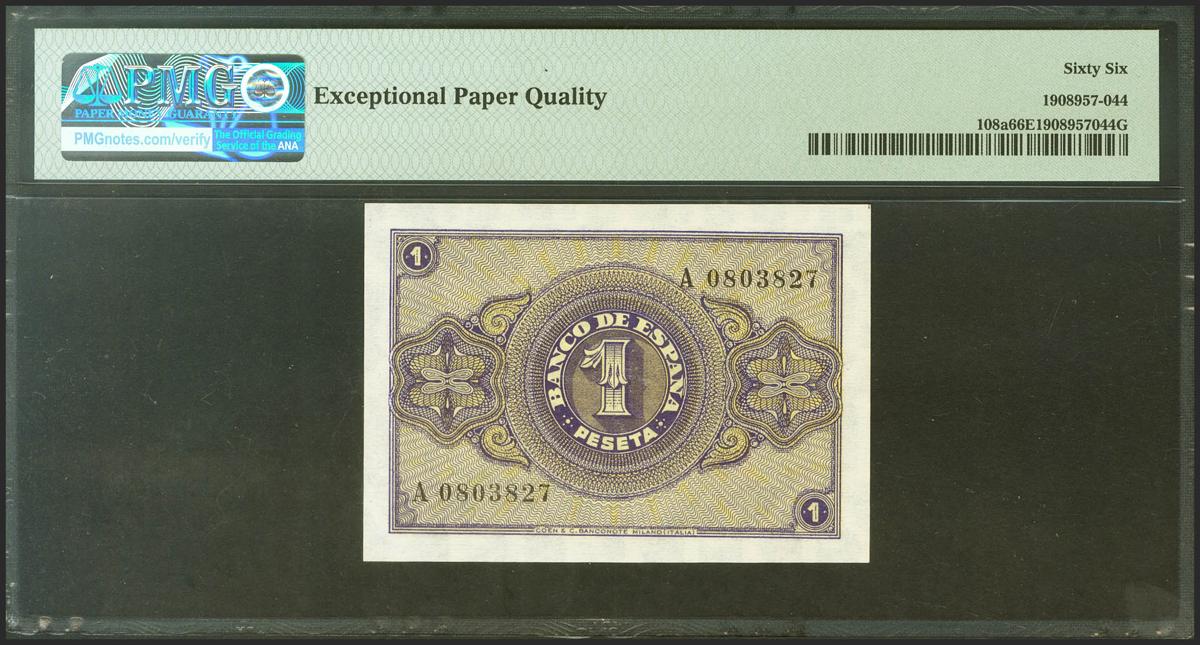 PMG
PAPER MONEY GUARANTY
PMGnotes.com/verify
The Official Grading
Service of the ANA
Exceptional Paper Quality
Sixty Six
1908957-044
108a66E1908957044G
1
A 0803827
BANCO DE ESPAÑA
1
PESETA
A 0803827
1
COEN & C. BANCONOTE MILANO (ITALIA)